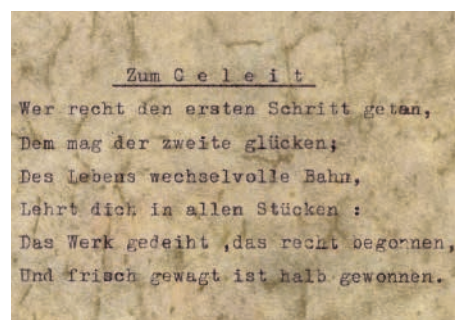 Zum G e l e i t
Wer recht den ersten Schritt getan,
Dem mag der zweite glücken;
Des Lebens wechselvolle Bahn,
Lehrt dich in allen Stücken :
Das Werk gedeiht ,das recht begonnen,
Und frisch gewagt ist halb gewonnen.